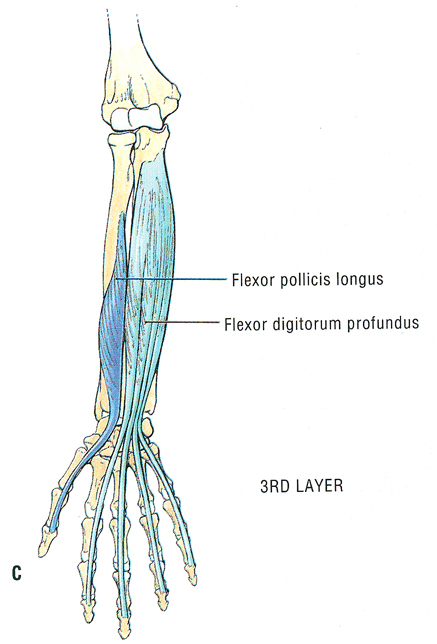 Flexor pollicis longus
Flexor digitorum profundus
3RD LAYER
C